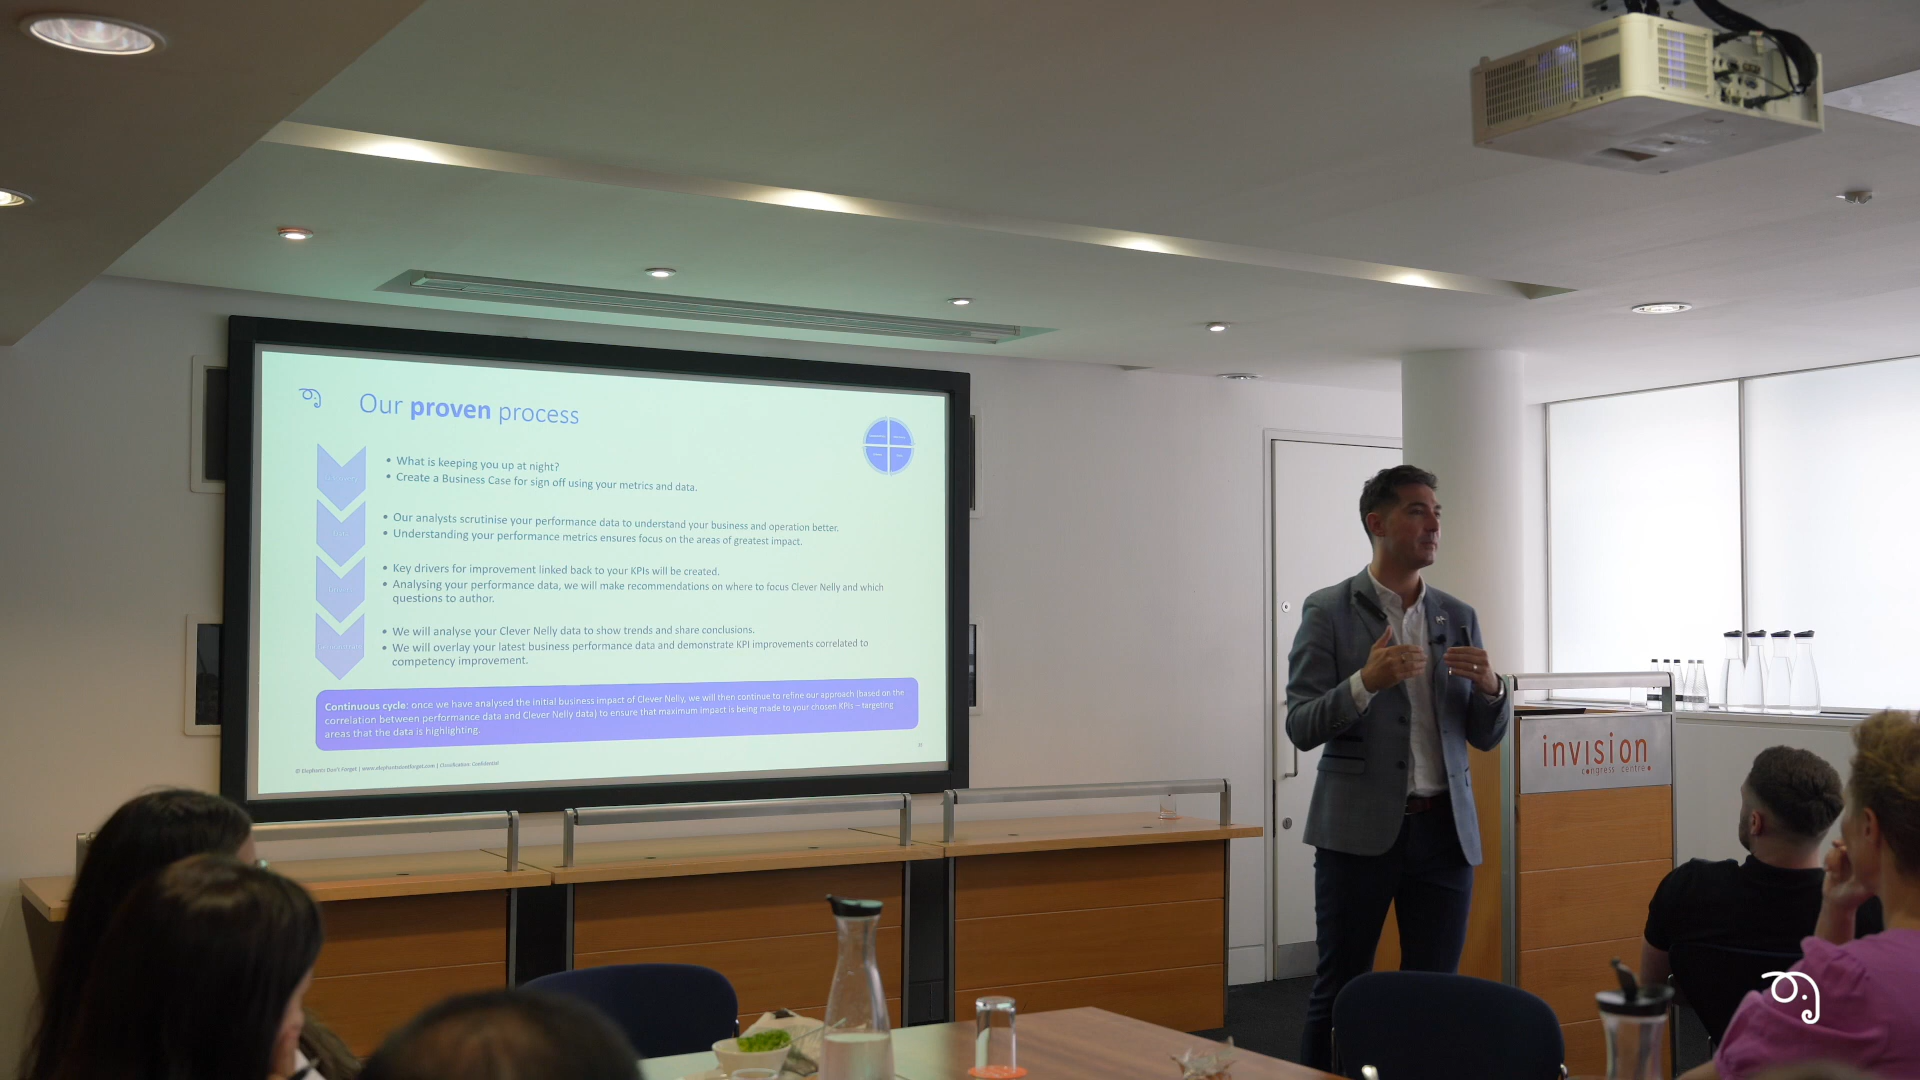 Our proven process
• What is keeping you up at night?
• Create a Business Case for sign off using your metrics and data.
• Our analysts scrutinise your performance data to understand your business and operation better.
• Understanding your performance metrics ensures focus on the areas of greatest impact.
• Key drivers for improvement linked back to your KPIs will be created.
• Analysing your performance data, we will make recommendations on where to focus Clever Nelly and which
questions to author.
• We will analyse your Clever Nelly data to show trends and share conclusions.
• We will overlay your latest business performance data and demonstrate KPI improvements correlated to
competency improvement.
Continuous cycle: once we have analysed the initial business impact of Clever Nelly, we will then continue to refine our approach (based on the
correlation between performance data and Clever Nelly data) to ensure that maximum impact is being made to your chosen KPIs – targeting
areas that the data is highlighting.
© Elephants Don't Forget | www.elephantsdontforget.com | Classification: Confidential
invision
congress centre